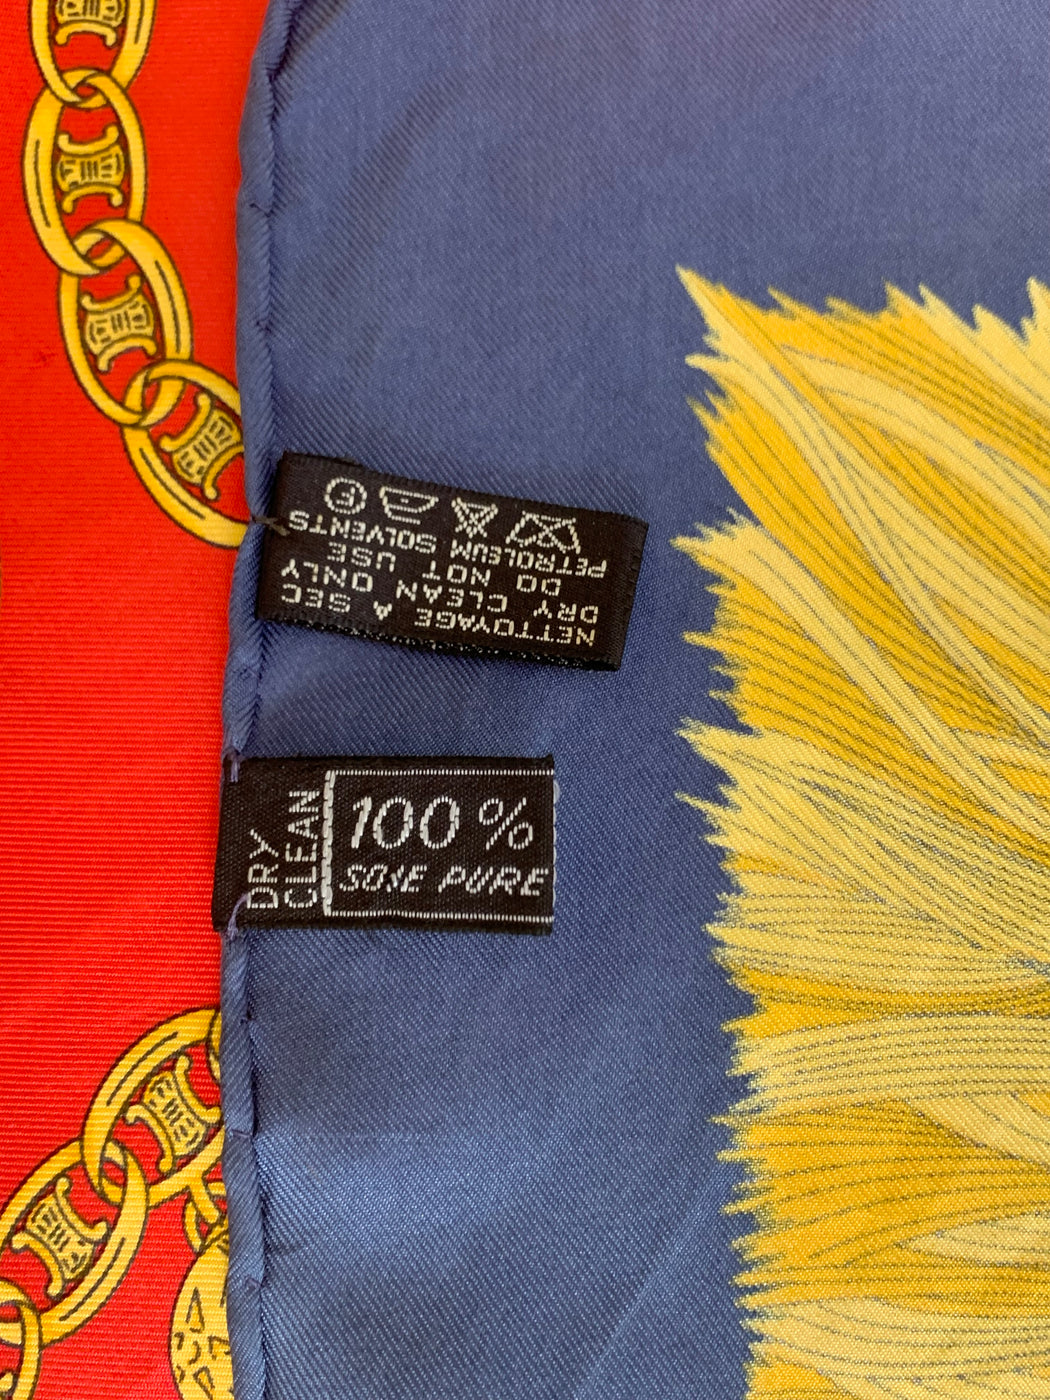 NETTOYAGE A SEC
DRY CLEAN ONLY
DO NOT USE
PETROLEUM SOLVENTS
F
DRY
CLEAN
100 %
SOIE PURE